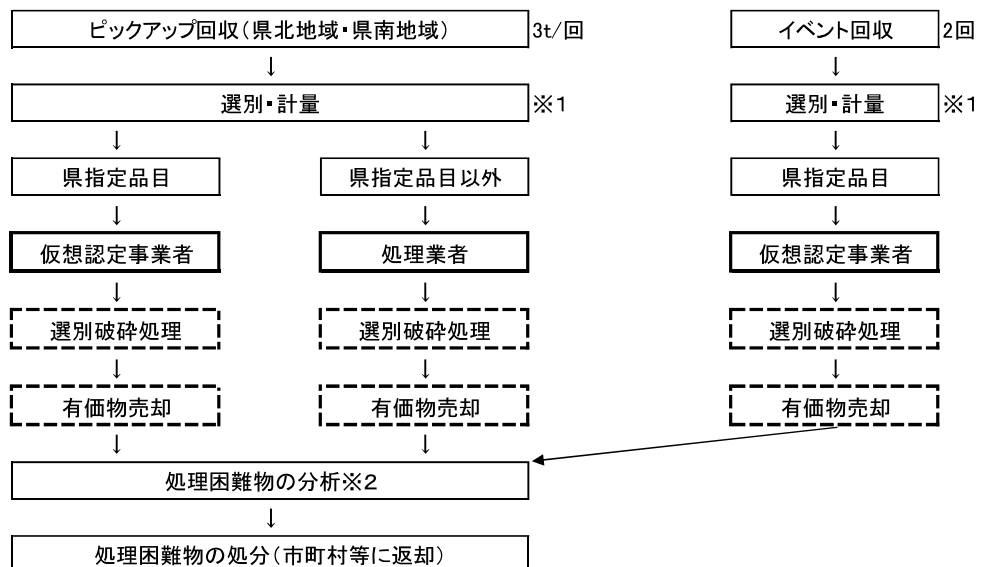 ピックアップ回収(県北地域・県南地域) 3t/回
イベント回収 2回
↓ ↓
選別・計量 ※1
選別・計量 ※1
↓ ↓ ↓
県指定品目 県指定品目以外 県指定品目
↓ ↓ ↓
仮想認定事業者 処理業者 仮想認定事業者
↓ ↓ ↓
選別破砕処理 選別破砕処理 選別破砕処理
↓ ↓ ↓
有価物売却 有価物売却 有価物売却
↓ ↓
処理困難物の分析※2
↓
処理困難物の処分(市町村等に返却)